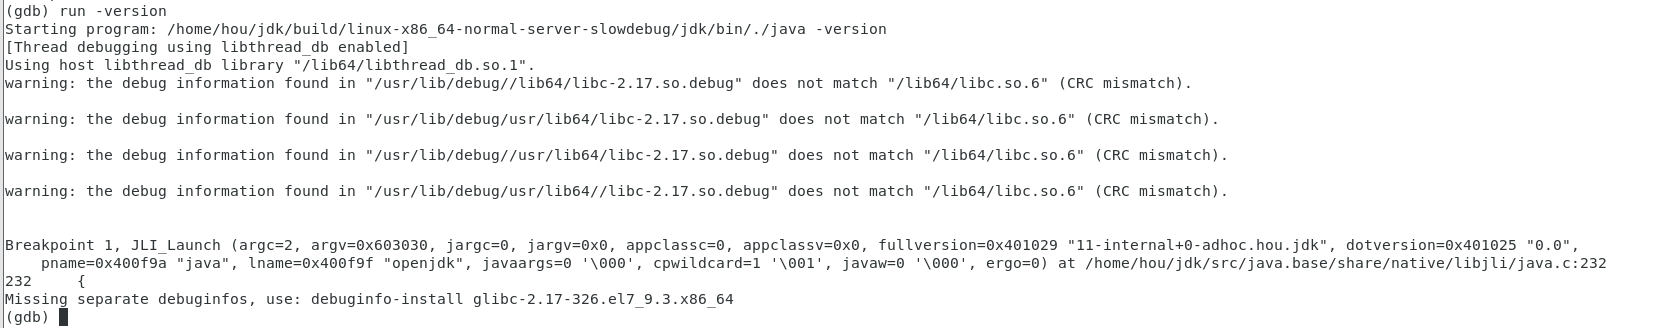 (gdb) run -version
Starting program: /home/hou/jdk/build/linux-x86_64-normal-server-slowdebug/jdk/bin/./java -version
[Thread debugging using libthread_db enabled]
Using host libthread_db library "/lib64/libthread_db.so.1".
warning: the debug information found in "/usr/lib/debug//lib64/libc-2.17.so.debug" does not match "/lib64/libc.so.6" (CRC mismatch).
warning: the debug information found in "/usr/lib/debug/usr/lib64/libc-2.17.so.debug" does not match "/lib64/libc.so.6" (CRC mismatch).
warning: the debug information found in "/usr/lib/debug//usr/lib64/libc-2.17.so.debug" does not match "/lib64/libc.so.6" (CRC mismatch).
warning: the debug information found in "/usr/lib/debug/usr/lib64//libc-2.17.so.debug" does not match "/lib64/libc.so.6" (CRC mismatch).
Breakpoint 1, JLI_Launch (argc=2, argv=0x603030, jargc=0, jargv=0x0, appclassc=0, appclassv=0x0, fullversion=0x401029 "11-internal+0-adhoc.hou.jdk", dotversion=0x401025 "0.0",
    pname=0x400f9a "java", lname=0x400f9f "openjdk", javaargs=0 '\000', cpwildcard=1 '\001', javaw=0 '\000', ergo=0) at /home/hou/jdk/src/java.base/share/native/libjli/java.c:232
232     {
Missing separate debuginfos, use: debuginfo-install glibc-2.17-326.el7_9.3.x86_64
(gdb)